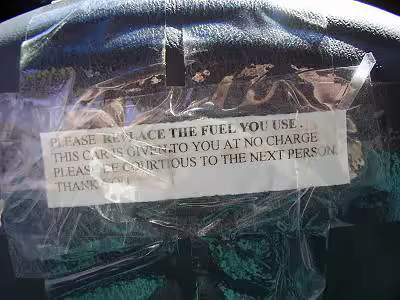 PLEASE REPLACE THE FUEL YOU USE.
THIS CAR IS GIVEN TO YOU AT NO CHARGE
PLEASE BE COURTIOUS TO THE NEXT PERSON.
THANK YOU